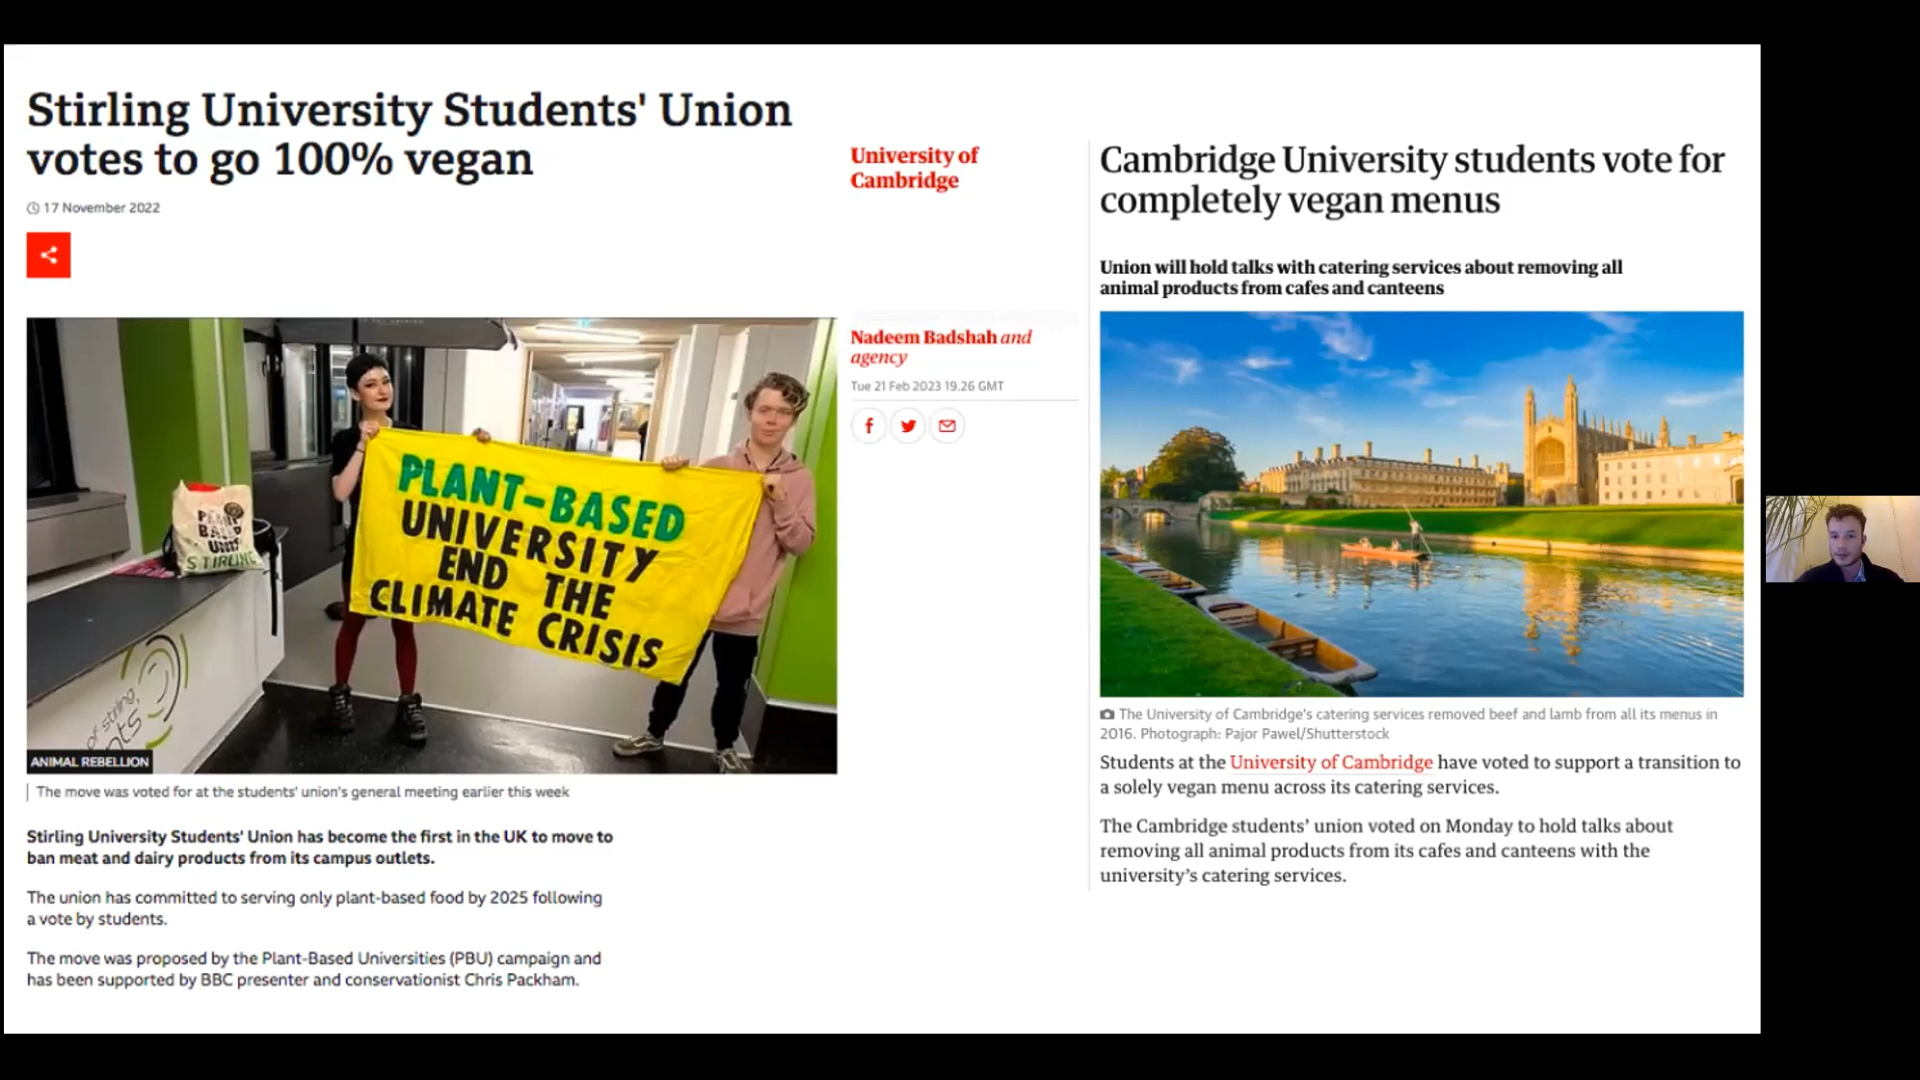 Stirling University Students' Union
votes to go 100% vegan
17 November 2022
PLANT-BASED
UNIVERSITY
END THE
CLIMATE CRISIS
PLANT
BASED
UNI
STIRLING
of stirling
ANIMAL REBELLION
The move was voted for at the students' union's general meeting earlier this week
Stirling University Students' Union has become the first in the UK to move to
ban meat and dairy products from its campus outlets.
The union has committed to serving only plant-based food by 2025 following
a vote by students.
The move was proposed by the Plant-Based Universities (PBU) campaign and
has been supported by BBC presenter and conservationist Chris Packham.
University of
Cambridge
Nadeem Badshah and
agency
Tue 21 Feb 2023 19.26 GMT
Cambridge University students vote for
completely vegan menus
Union will hold talks with catering services about removing all
animal products from cafes and canteens
The University of Cambridge's catering services removed beef and lamb from all its menus in
2016. Photograph: Pajor Pawel/Shutterstock
Students at the University of Cambridge have voted to support a transition to
a solely vegan menu across its catering services.
The Cambridge students’ union voted on Monday to hold talks about
removing all animal products from its cafes and canteens with the
university’s catering services.